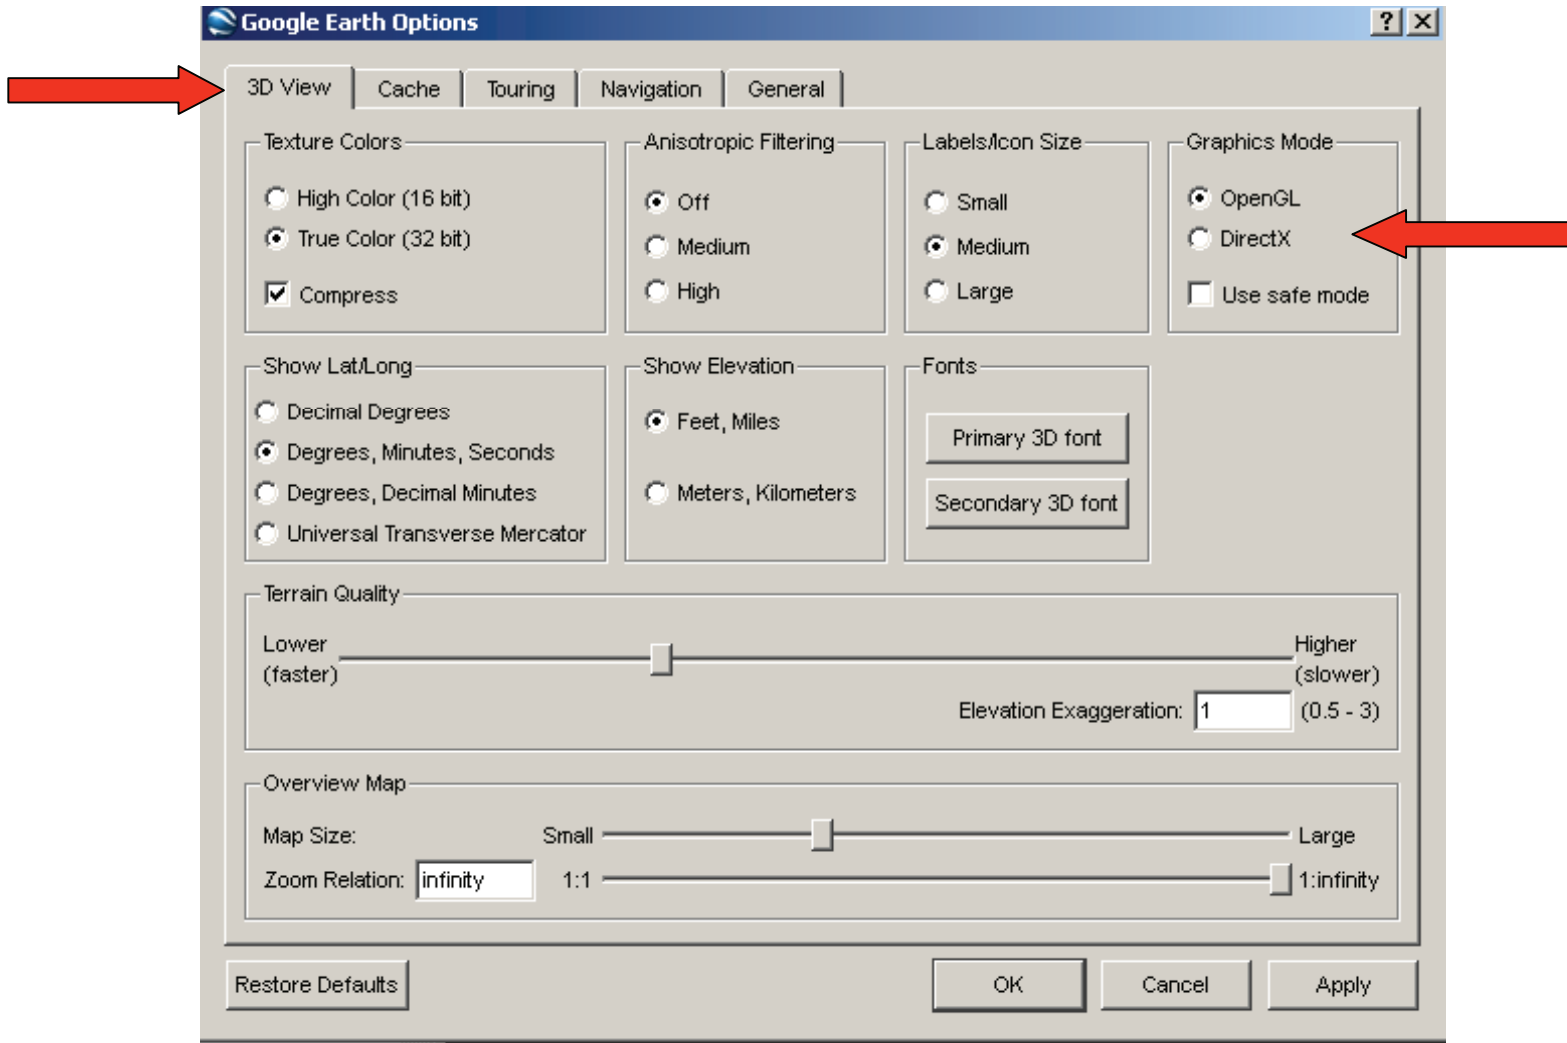 Google Earth Options
3D View Cache Touring Navigation General
Texture Colors
High Color (16 bit)
True Color (32 bit)
Compress
Anisotropic Filtering
Off
Medium
High
Labels/Icon Size
Small
Medium
Large
Graphics Mode
OpenGL
DirectX
Use safe mode
Show Lat/Long
Decimal Degrees
Degrees, Minutes, Seconds
Degrees, Decimal Minutes
Universal Transverse Mercator
Show Elevation
Feet, Miles
Meters, Kilometers
Fonts
Primary 3D font
Secondary 3D font
Terrain Quality
Lower
(faster)
Higher
(slower)
Elevation Exaggeration: 1 (0.5 - 3)
Overview Map
Map Size: Small Large
Zoom Relation: infinity 1:1 1:infinity
Restore Defaults OK Cancel Apply